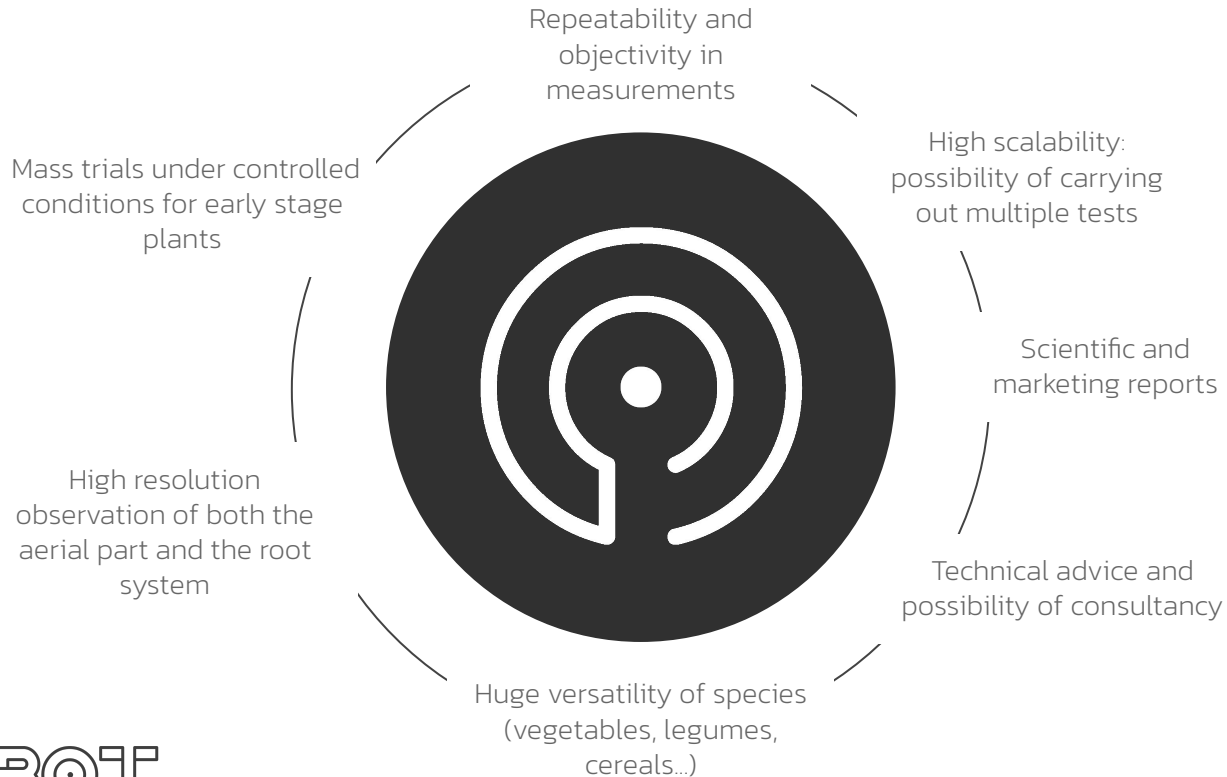 Repeatability and
objectivity in
measurements
High scalability:
possibility of carrying
out multiple tests
Mass trials under controlled
conditions for early stage
plants
Scientific and
marketing reports
High resolution
observation of both the
aerial part and the root
system
Technical advice and
possibility of consultancy
Huge versatility of species
(vegetables, legumes,
cereals...)